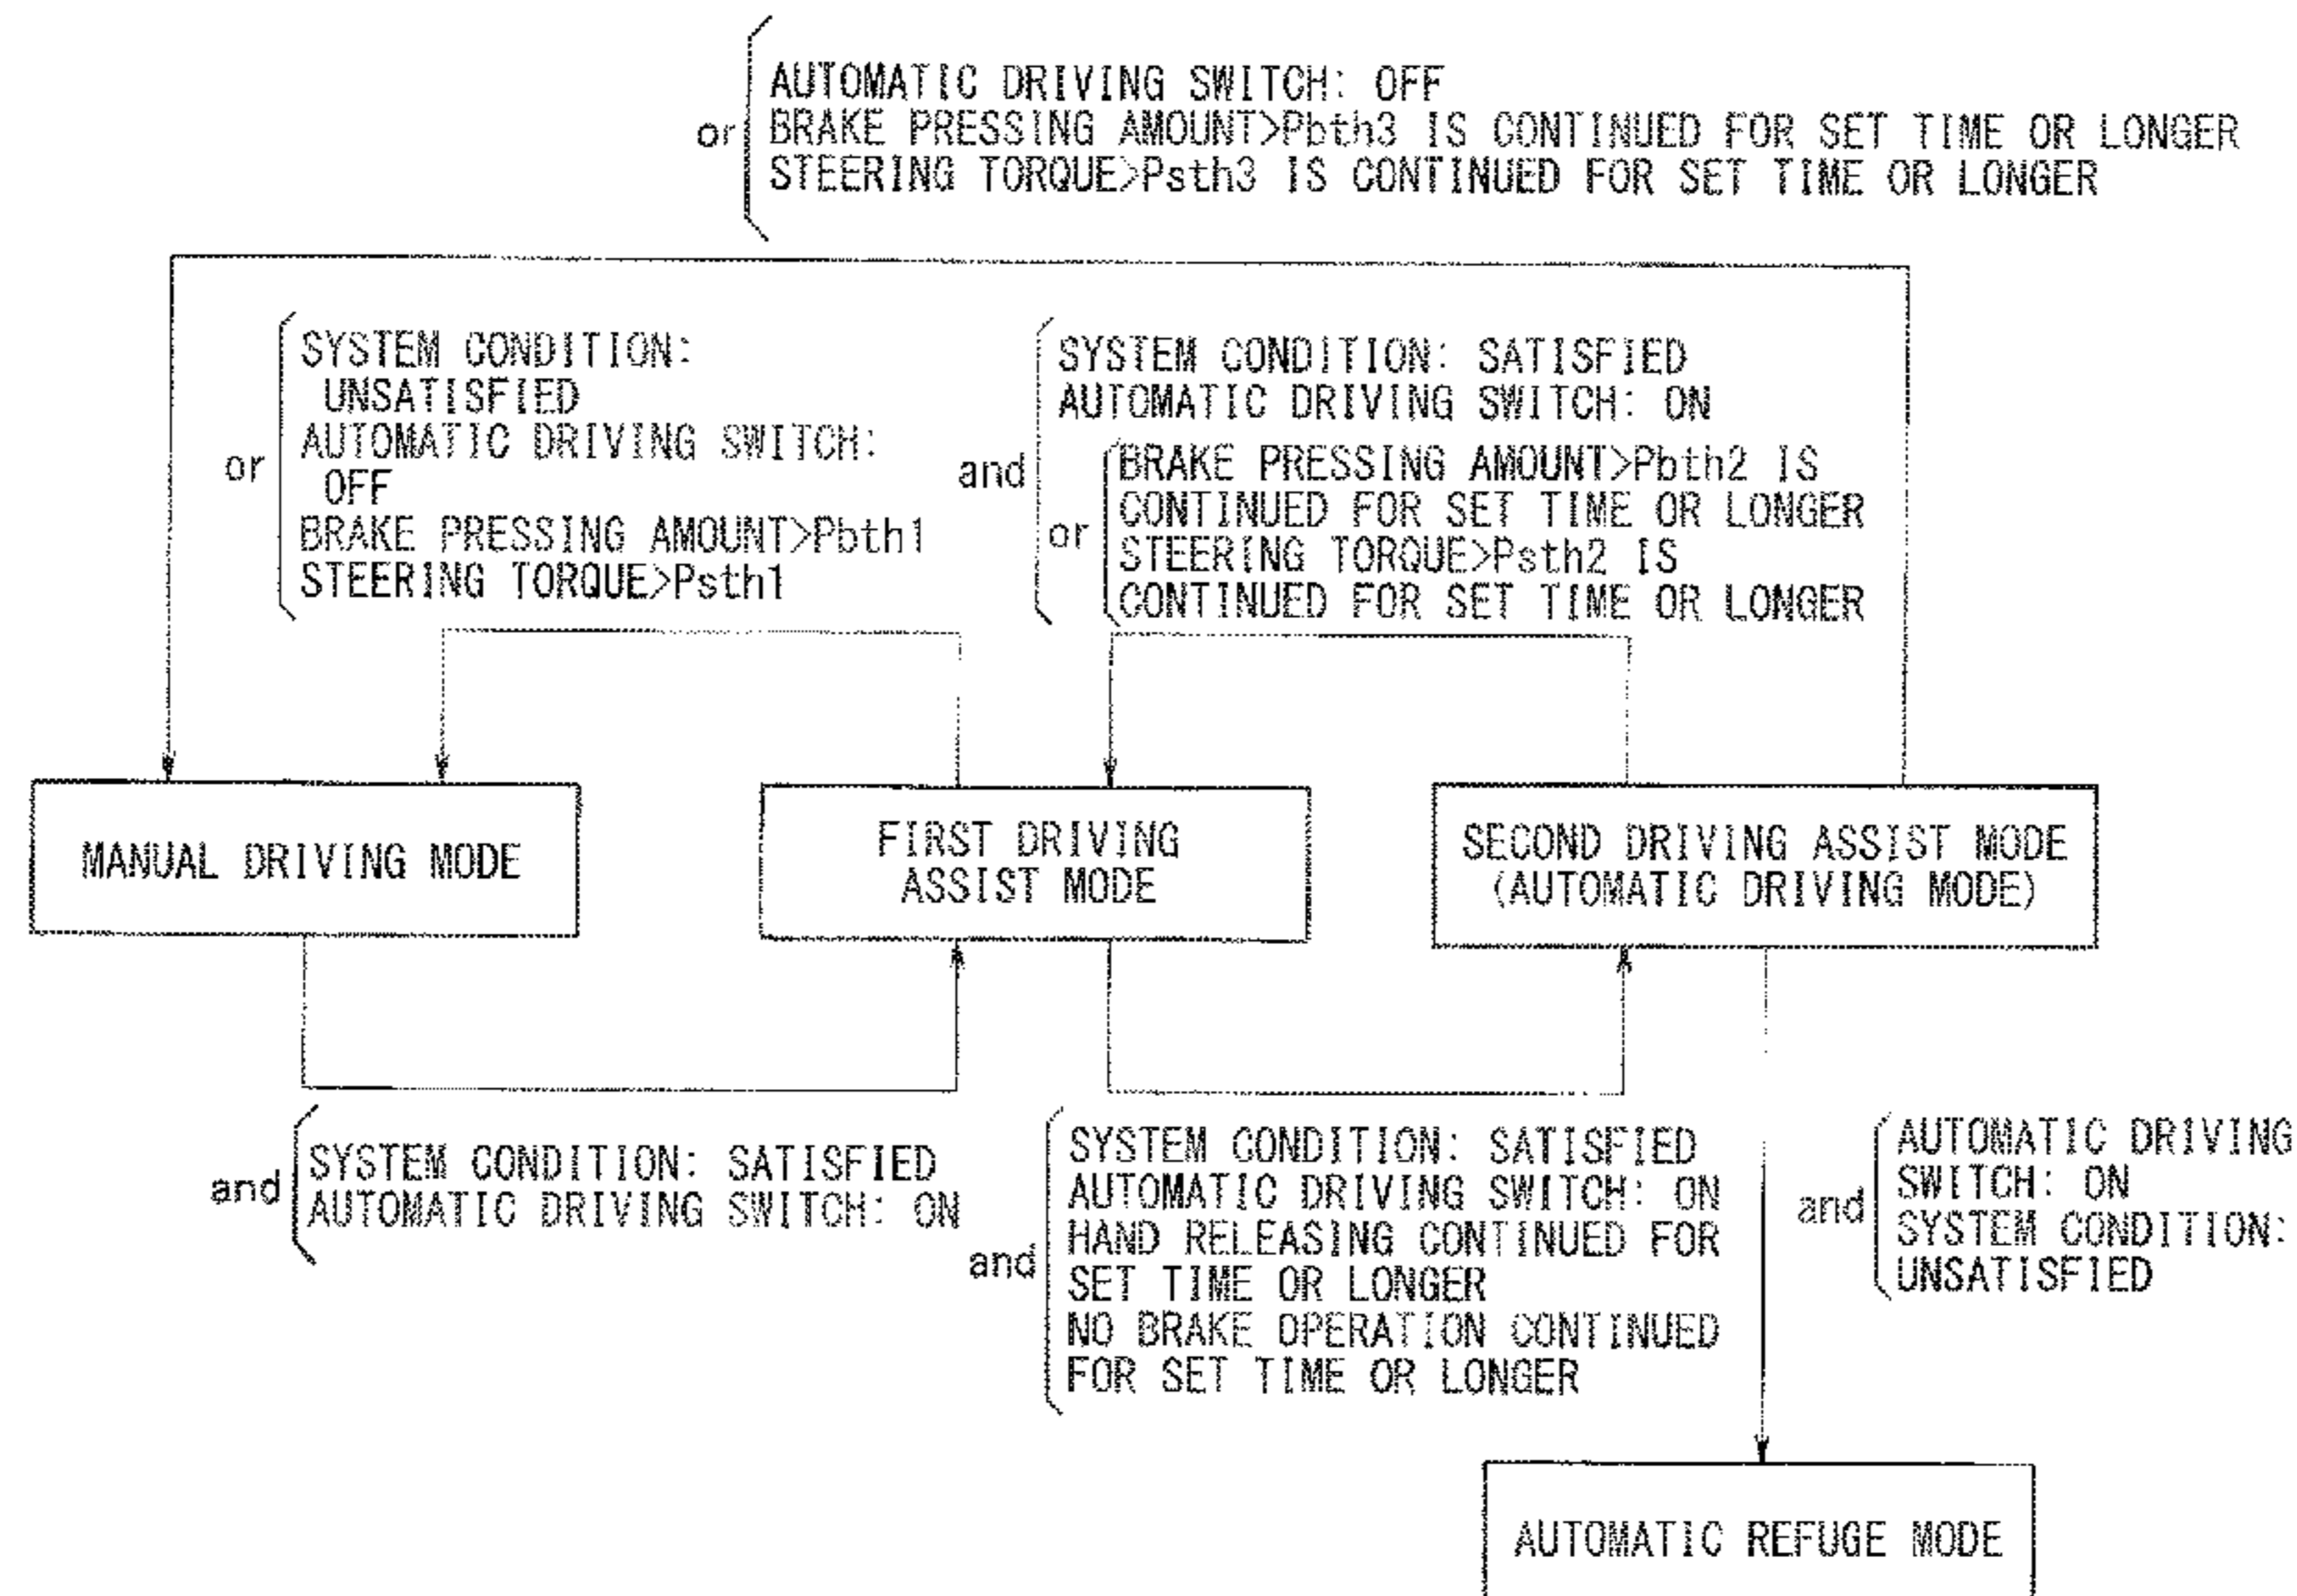 AUTOMATIC DRIVING SWITCH: OFF
or BRAKE PRESSING AMOUNT>Pbth3 IS CONTINUED FOR SET TIME OR LONGER
STEERING TORQUE>Psth3 IS CONTINUED FOR SET TIME OR LONGER
SYSTEM CONDITION:
UNSATISFIED
AUTOMATIC DRIVING SWITCH:
or
OFF
BRAKE PRESSING AMOUNT>Pbth1
STEERING TORQUE>Psth1
SYSTEM CONDITION: SATISFIED
AUTOMATIC DRIVING SWITCH: ON
and
BRAKE PRESSING AMOUNT>Pbth2 IS
CONTINUED FOR SET TIME OR LONGER
or
STEERING TORQUE>Psth2 IS
CONTINUED FOR SET TIME OR LONGER
MANUAL DRIVING MODE
FIRST DRIVING
ASSIST MODE
SECOND DRIVING ASSIST MODE
(AUTOMATIC DRIVING MODE)
and
SYSTEM CONDITION: SATISFIED
AUTOMATIC DRIVING SWITCH: ON
SYSTEM CONDITION: SATISFIED
AUTOMATIC DRIVING SWITCH: ON
HAND RELEASING CONTINUED FOR
and
SET TIME OR LONGER
NO BRAKE OPERATION CONTINUED
FOR SET TIME OR LONGER
AUTOMATIC DRIVING
SWITCH: ON
and
SYSTEM CONDITION:
UNSATISFIED
AUTOMATIC REFUGE MODE